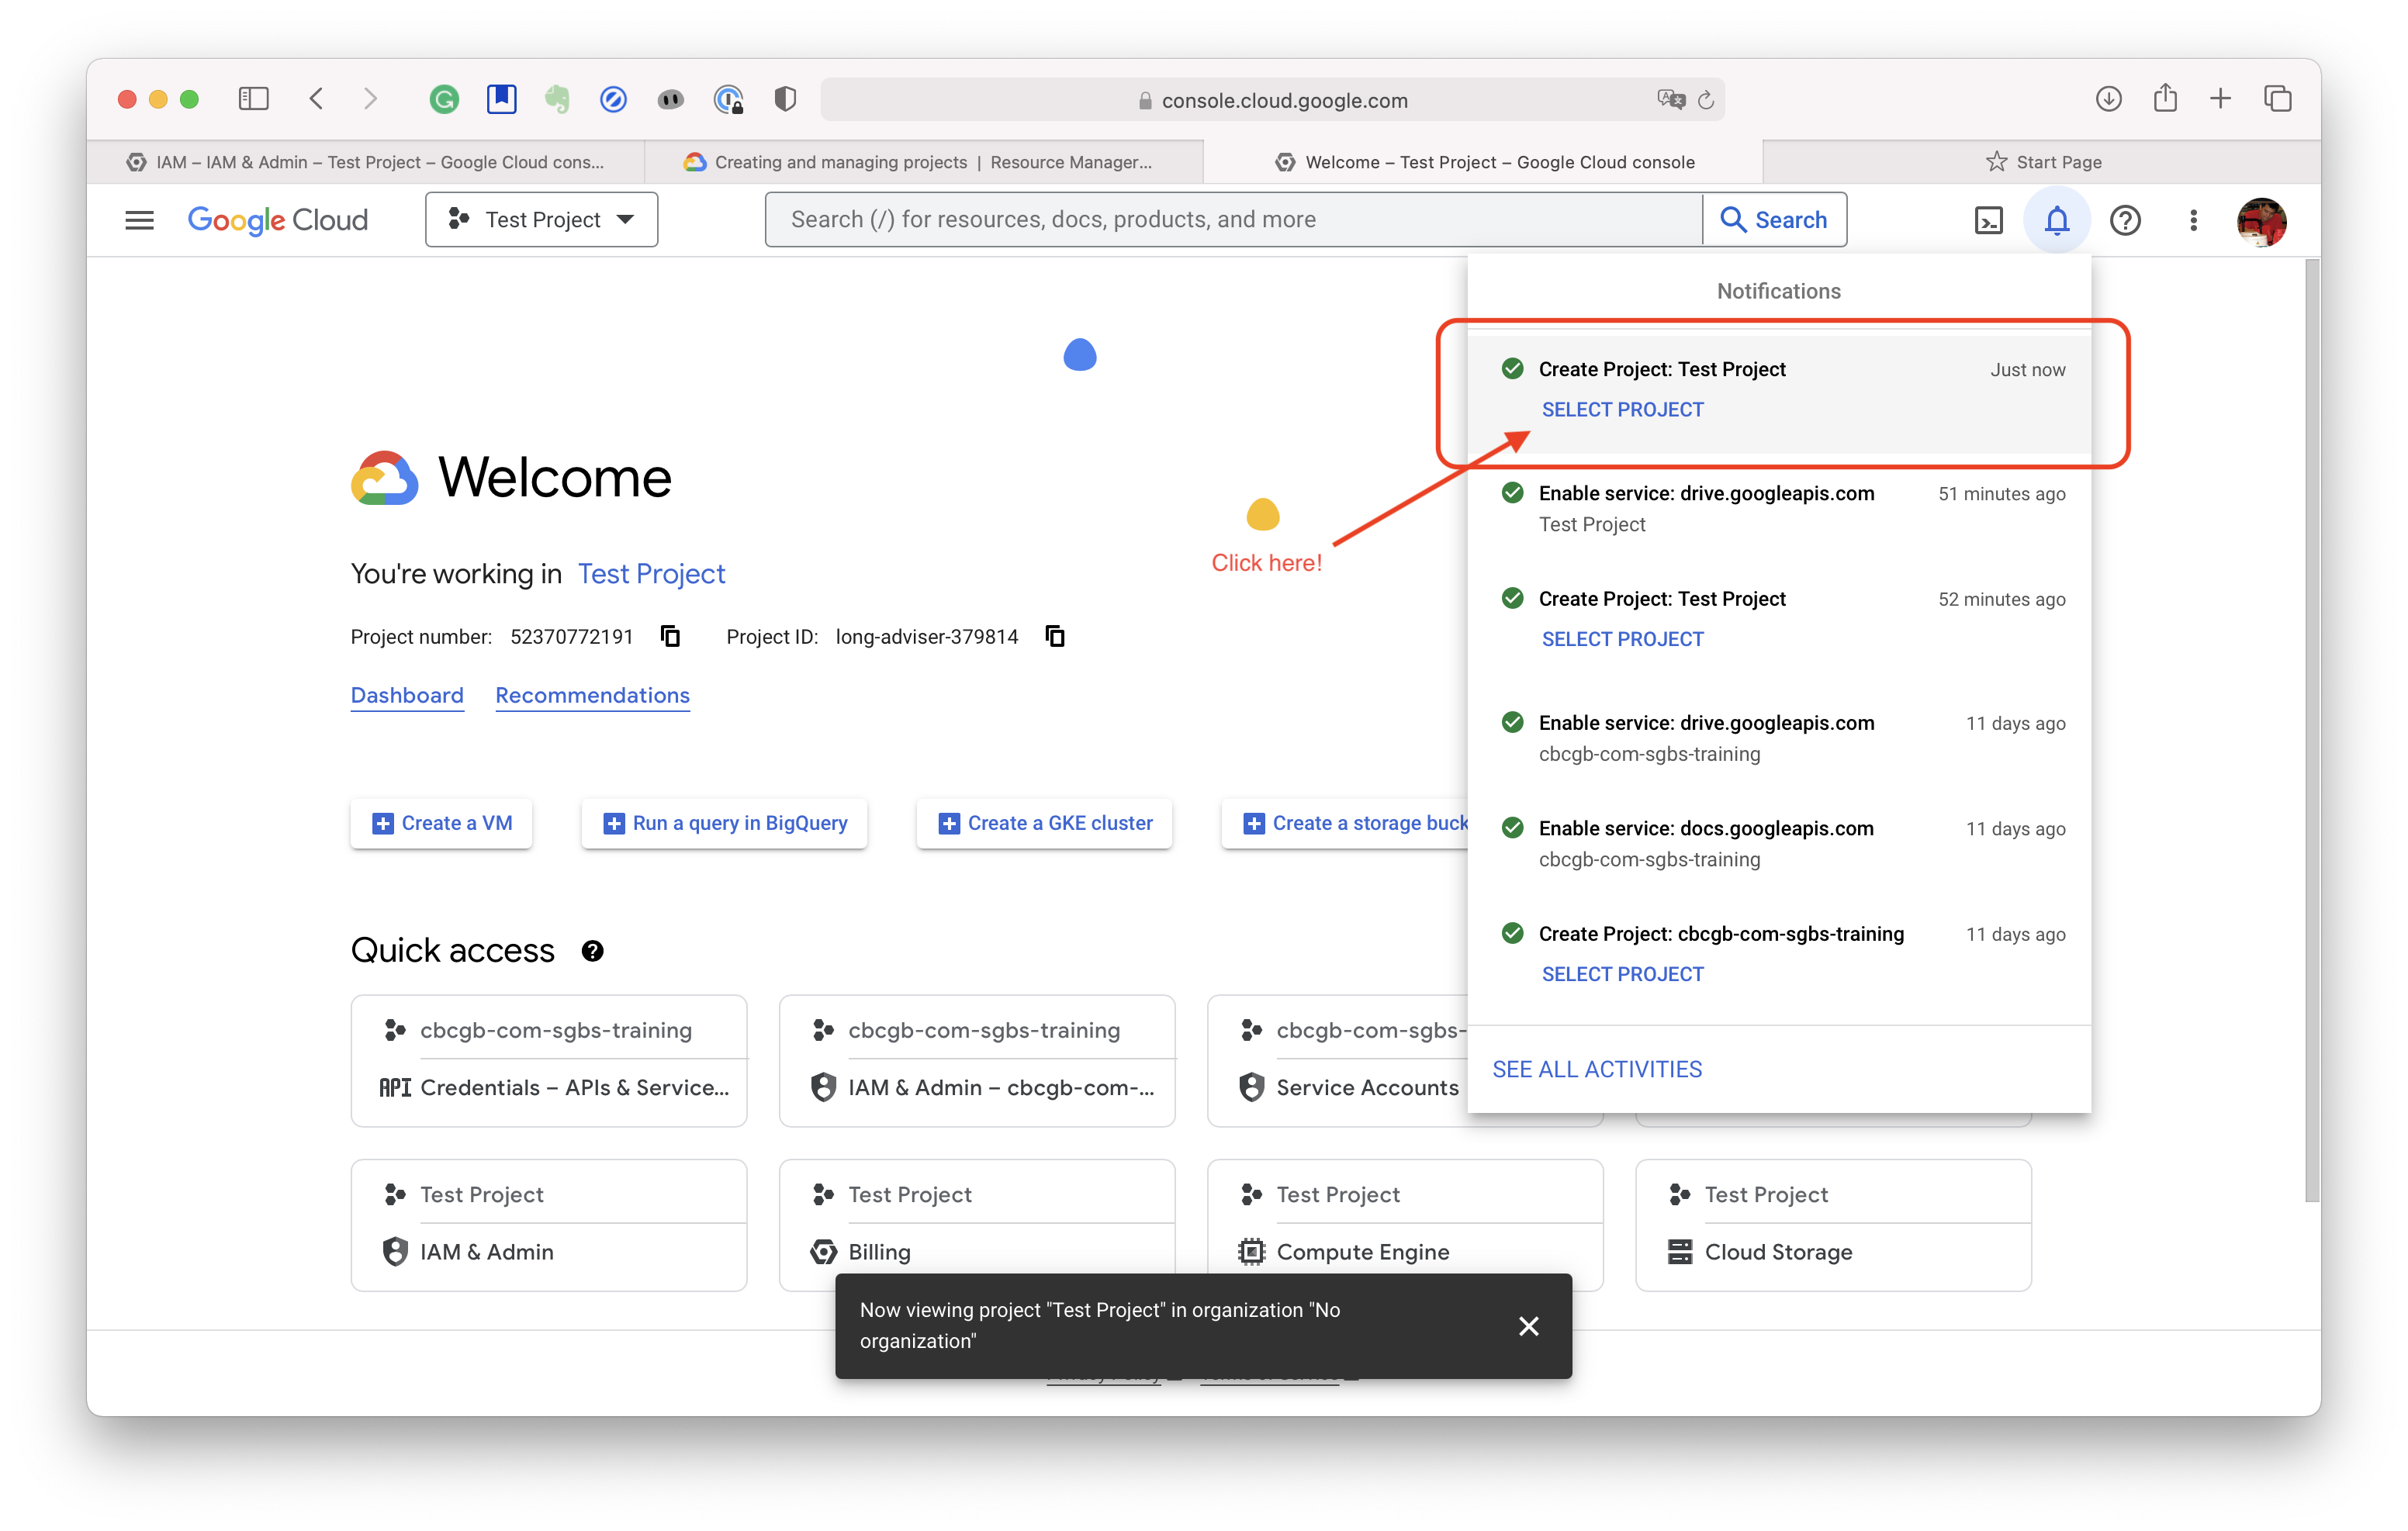 console.cloud.google.com
IAM – IAM & Admin – Test Project – Google Cloud cons...
Creating and managing projects | Resource Manager...
Welcome – Test Project – Google Cloud console
Start Page
Google Cloud
Test Project
Search (/) for resources, docs, products, and more
Search
Notifications
Create Project: Test Project
Just now
SELECT PROJECT
Click here!
Enable service: drive.googleapis.com
51 minutes ago
Test Project
Create Project: Test Project
52 minutes ago
SELECT PROJECT
Enable service: drive.googleapis.com
11 days ago
cbcgb-com-sgbs-training
Enable service: docs.googleapis.com
11 days ago
cbcgb-com-sgbs-training
Create Project: cbcgb-com-sgbs-training
11 days ago
SELECT PROJECT
SEE ALL ACTIVITIES
Welcome
You're working in Test Project
Project number: 52370772191
Project ID: long-adviser-379814
Dashboard
Recommendations
Create a VM
Run a query in BigQuery
Create a GKE cluster
Create a storage buck
Quick access
cbcgb-com-sgbs-training
API Credentials – APIs & Service...
cbcgb-com-sgbs-training
IAM & Admin – cbcgb-com-...
cbcgb-com-sgbs-
Service Accounts
Test Project
IAM & Admin
Test Project
Billing
Test Project
Compute Engine
Test Project
Cloud Storage
Now viewing project "Test Project" in organization "No
organization"